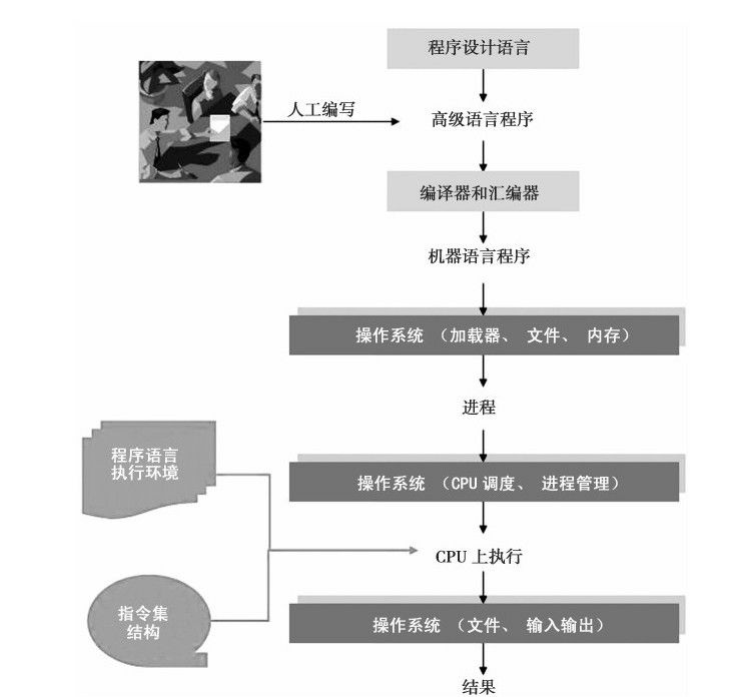 程序设计语言
人工编写
高级语言程序
编译器和汇编器
机器语言程序
操作系统 （加载器、 文件、 内存）
进程
程序语言
执行环境
操作系统 （CPU 调度、 进程管理）
CPU 上执行
指令集
结构
操作系统 （文件、 输入输出）
结果